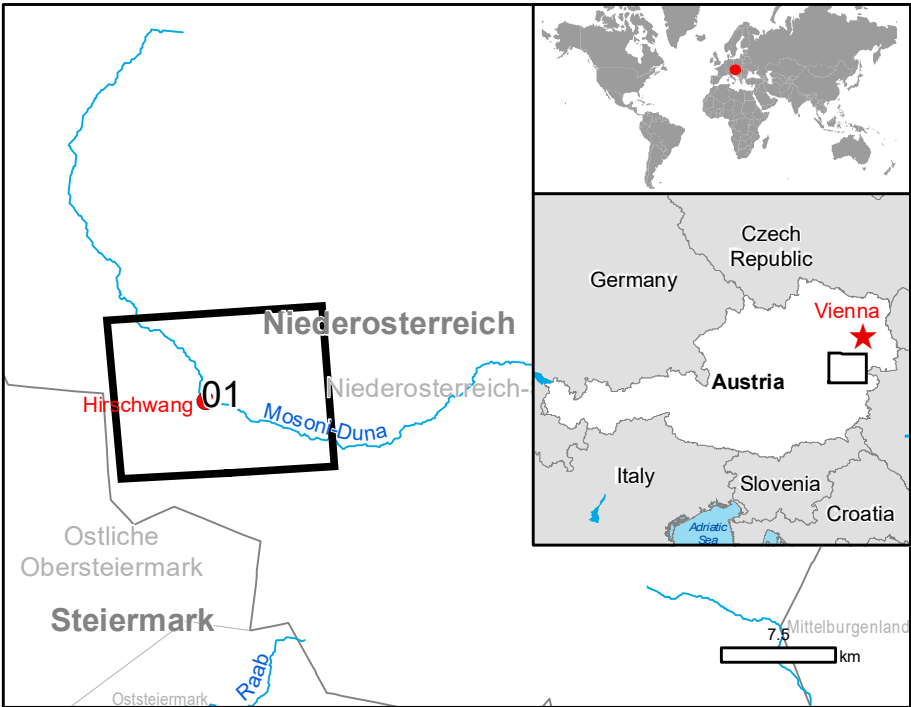 Niederosterreich
01
Niederosterreich-
Hirschwang
Mosoni-Duna
Ostliche
Obersteiermark
Steiermark
Raab
Oststeiermark
Mittelburgenland
7.5
km
Czech
Republic
Germany
Vienna
Austria
Italy
Slovenia
Croatia
Adriatic
Sea